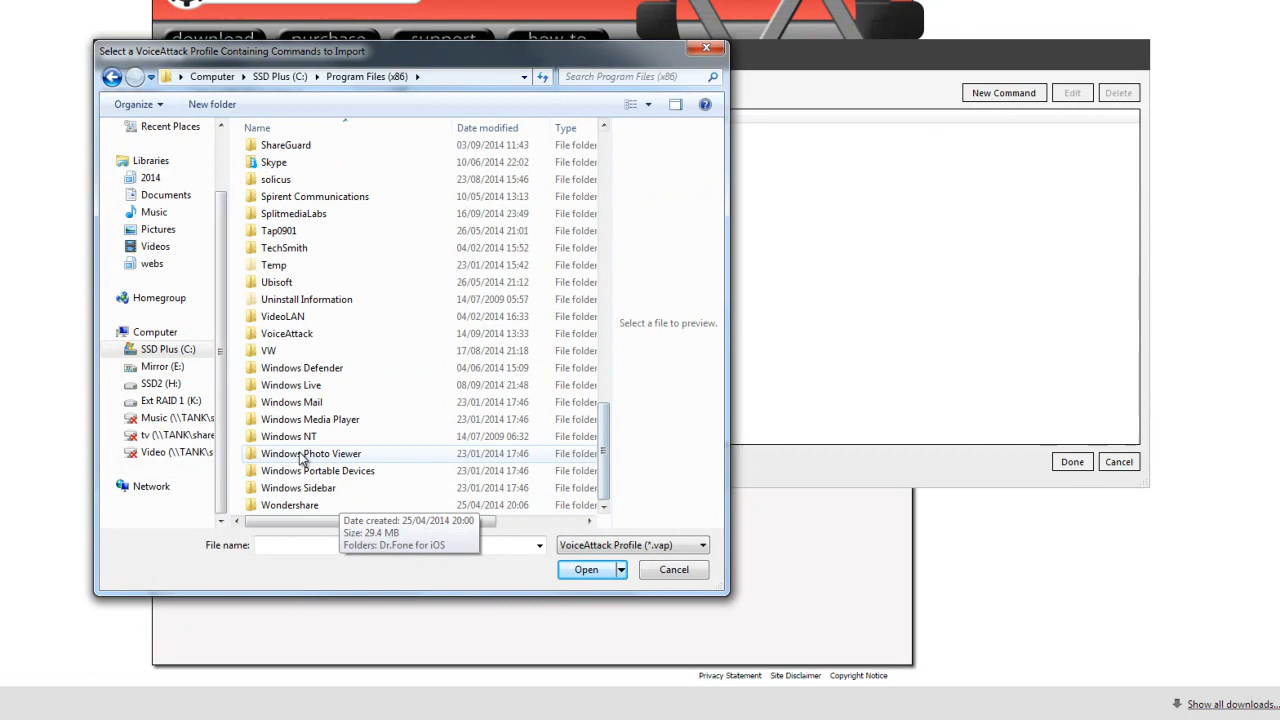 download purchase support how-to
Select a VoiceAttack Profile Containing Commands to Import
Computer SSD Plus (C:) Program Files (x86) Search Program Files (x86)
Organize New folder
New Command Edit Delete
Name Date modified Type
Recent Places
Libraries
2014
Documents
Music
Pictures
Videos
webs
Homegroup
Computer
SSD Plus (C:)
Mirror (E:)
SSD2 (H:)
Ext RAID 1 (K:)
Music (\\TANK\s
tv (\\TANK\share
Video (\\TANK\s
Network
ShareGuard 03/09/2014 11:43 File folder
Skype 10/06/2014 22:02 File folder
solicus 23/08/2014 15:46 File folder
Spirent Communications 10/05/2014 13:13 File folder
SplitmediaLabs 16/09/2014 23:49 File folder
Tap0901 26/05/2014 21:01 File folder
TechSmith 04/02/2014 15:52 File folder
Temp 23/01/2014 15:42 File folder
Ubisoft 26/05/2014 21:12 File folder
Uninstall Information 14/07/2009 05:57 File folder
VideoLAN 04/02/2014 16:33 File folder
VoiceAttack 14/09/2014 13:33 File folder
VW 17/08/2014 21:18 File folder
Windows Defender 04/06/2014 15:09 File folder
Windows Live 08/09/2014 21:48 File folder
Windows Mail 23/01/2014 17:46 File folder
Windows Media Player 23/01/2014 17:46 File folder
Windows NT 14/07/2009 06:32 File folder
Windows Photo Viewer 23/01/2014 17:46 File folder
Windows Portable Devices 23/01/2014 17:46 File folder
Windows Sidebar 23/01/2014 17:46 File folder
Wondershare 25/04/2014 20:06 File folder
Select a file to preview.
Date created: 25/04/2014 20:00
Size: 29.4 MB
Folders: Dr.Fone for iOS
File name: VoiceAttack Profile (*.vap)
Open Cancel
Done Cancel
Privacy Statement Site Disclaimer Copyright Notice
Show all downloads...